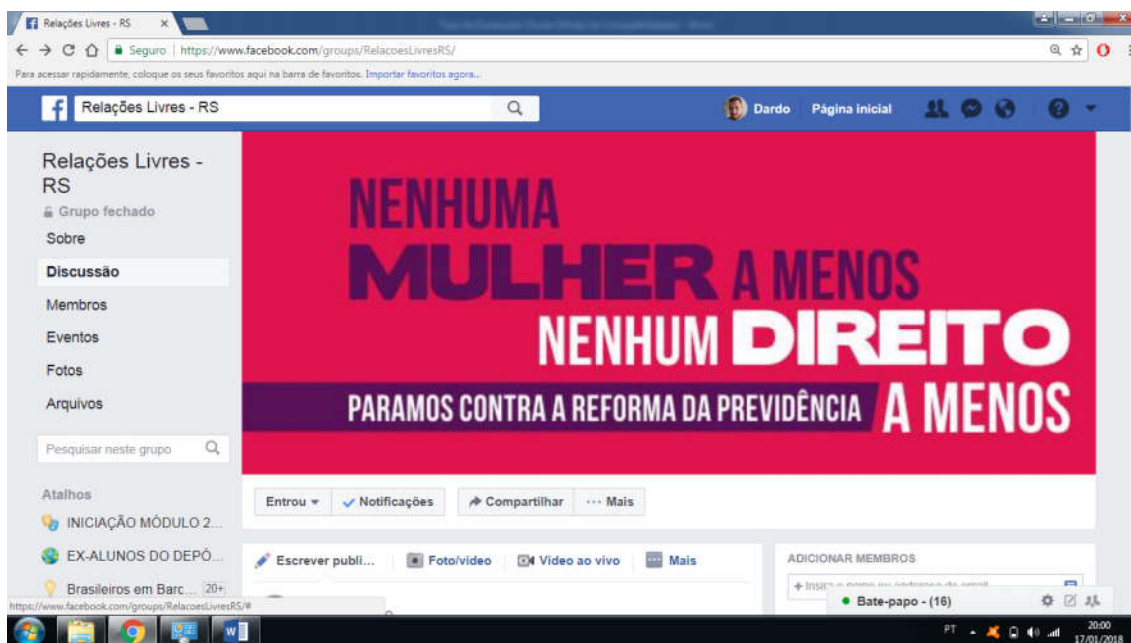 Relações Livres - RS
Seguro https://www.facebook.com/groups/RelacoesLivresRS/
Para acessar rapidamente, coloque os seus favoritos aqui na barra de favoritos. Importar favoritos agora...
Relações Livres - RS
Dardo Página inicial
Relações Livres -
RS
Grupo fechado
Sobre
Discussão
Membros
Eventos
Fotos
Arquivos
Pesquisar neste grupo
Atalhos
INICIAÇÃO MÓDULO 2...
EX-ALUNOS DO DEPÓ...
Brasileiros em Barc... 20+
https://www.facebook.com/groups/RelacoesLivresRS/#
NENHUMA
MULHER A MENOS
NENHUM DIREITO
PARAMOS CONTRA A REFORMA DA PREVIDÊNCIA A MENOS
Entrou Notificações Compartilhar Mais
Escrever publi... Foto/vídeo Vídeo ao vivo Mais
ADICIONAR MEMBROS
Bate-papo - (16)
PT 20:00
17/01/2018